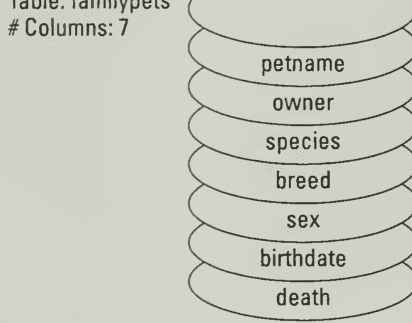 Table: familypets
# Columns: 7
petname
owner
species
breed
sex
birthdate
death